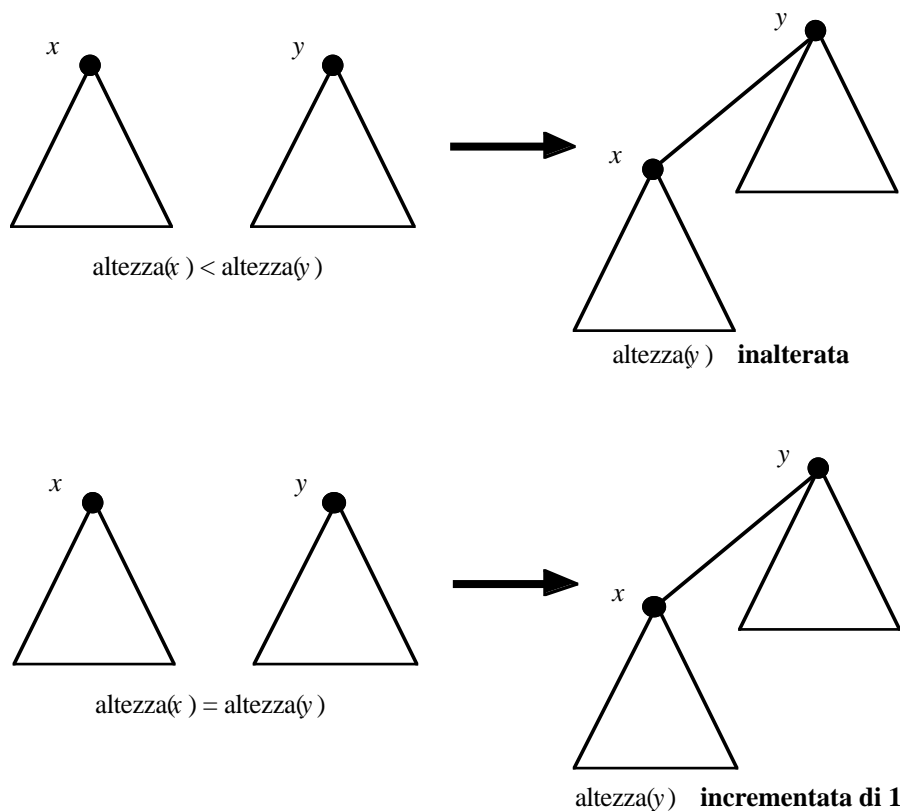 x
y
y
x
altezza(x) < altezza(y)
altezza(y) inalterata
x
y
y
x
altezza(x) = altezza(y)
altezza(y) incrementata di 1